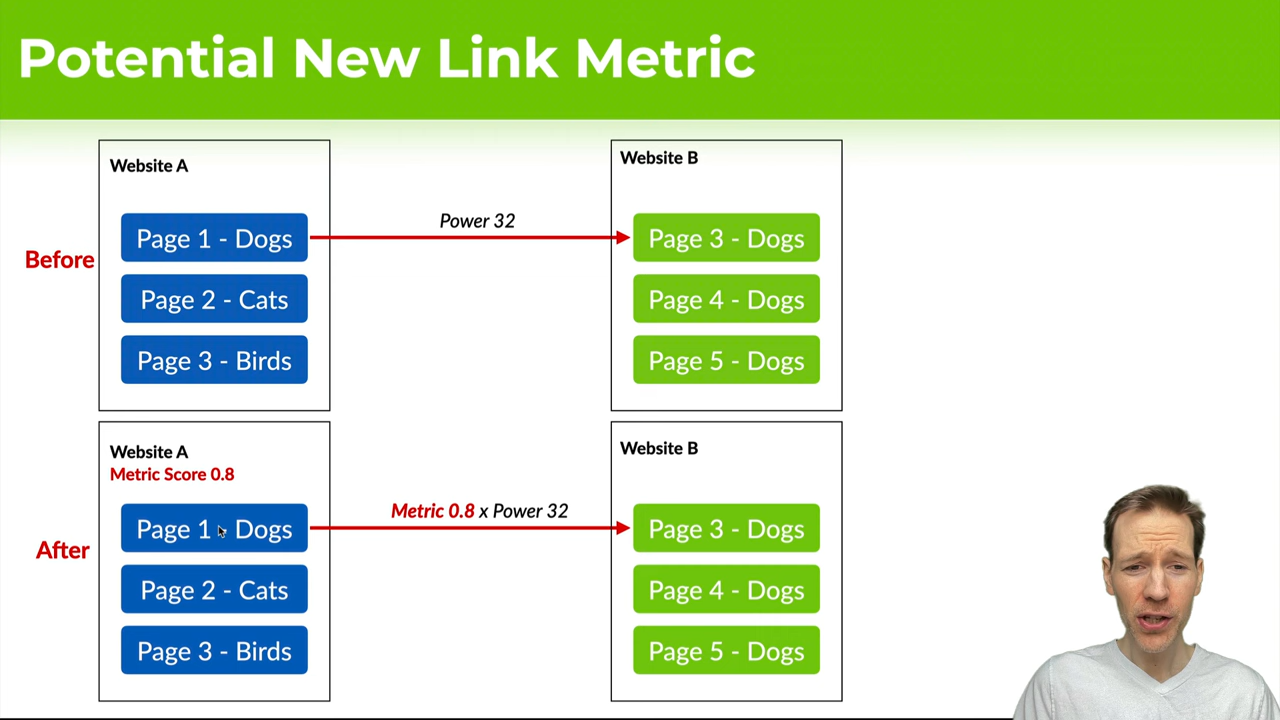 Potential New Link Metric
Before
Website A
Page 1 - Dogs
Page 2 - Cats
Page 3 - Birds
Power 32
Website B
Page 3 - Dogs
Page 4 - Dogs
Page 5 - Dogs
After
Website A
Metric Score 0.8
Page 1 - Dogs
Page 2 - Cats
Page 3 - Birds
Metric 0.8 x Power 32
Website B
Page 3 - Dogs
Page 4 - Dogs
Page 5 - Dogs